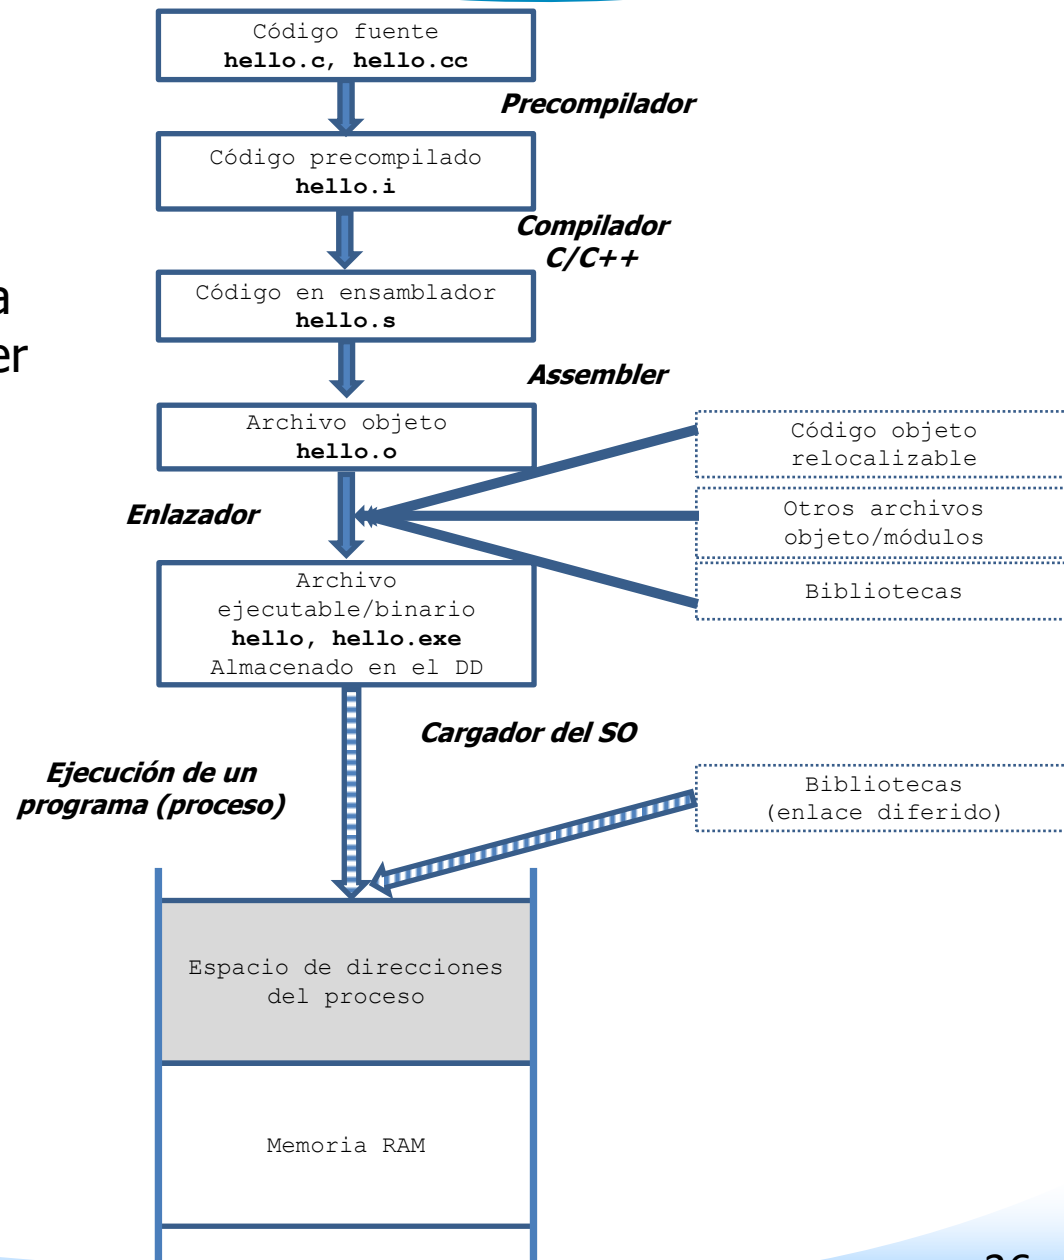 Código fuente
hello.c, hello.cc
Precompilador
Código precompilado
hello.i
Compilador
C/C++
a
er
Código en ensamblador
hello.s
Assembler
Archivo objeto
hello.o
Código objeto
relocalizable
Otros archivos
objeto/módulos
Bibliotecas
Enlazador
Archivo
ejecutable/binario
hello, hello.exe
Almacenado en el DD
Cargador del SO
Ejecución de un
programa (proceso)
Bibliotecas
(enlace diferido)
Espacio de direcciones
del proceso
Memoria RAM